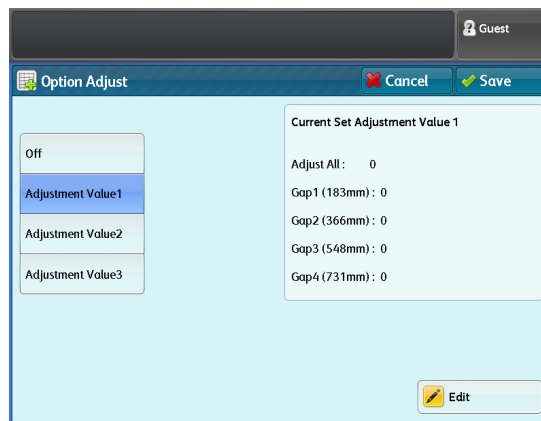 Guest
Option Adjust
Cancel
Save
Off
Adjustment Value1
Adjustment Value2
Adjustment Value3
Current Set Adjustment Value 1
Adjust All : 0
Gap1 (183mm) : 0
Gap2 (366mm) : 0
Gap3 (548mm) : 0
Gap4 (731mm) : 0
Edit